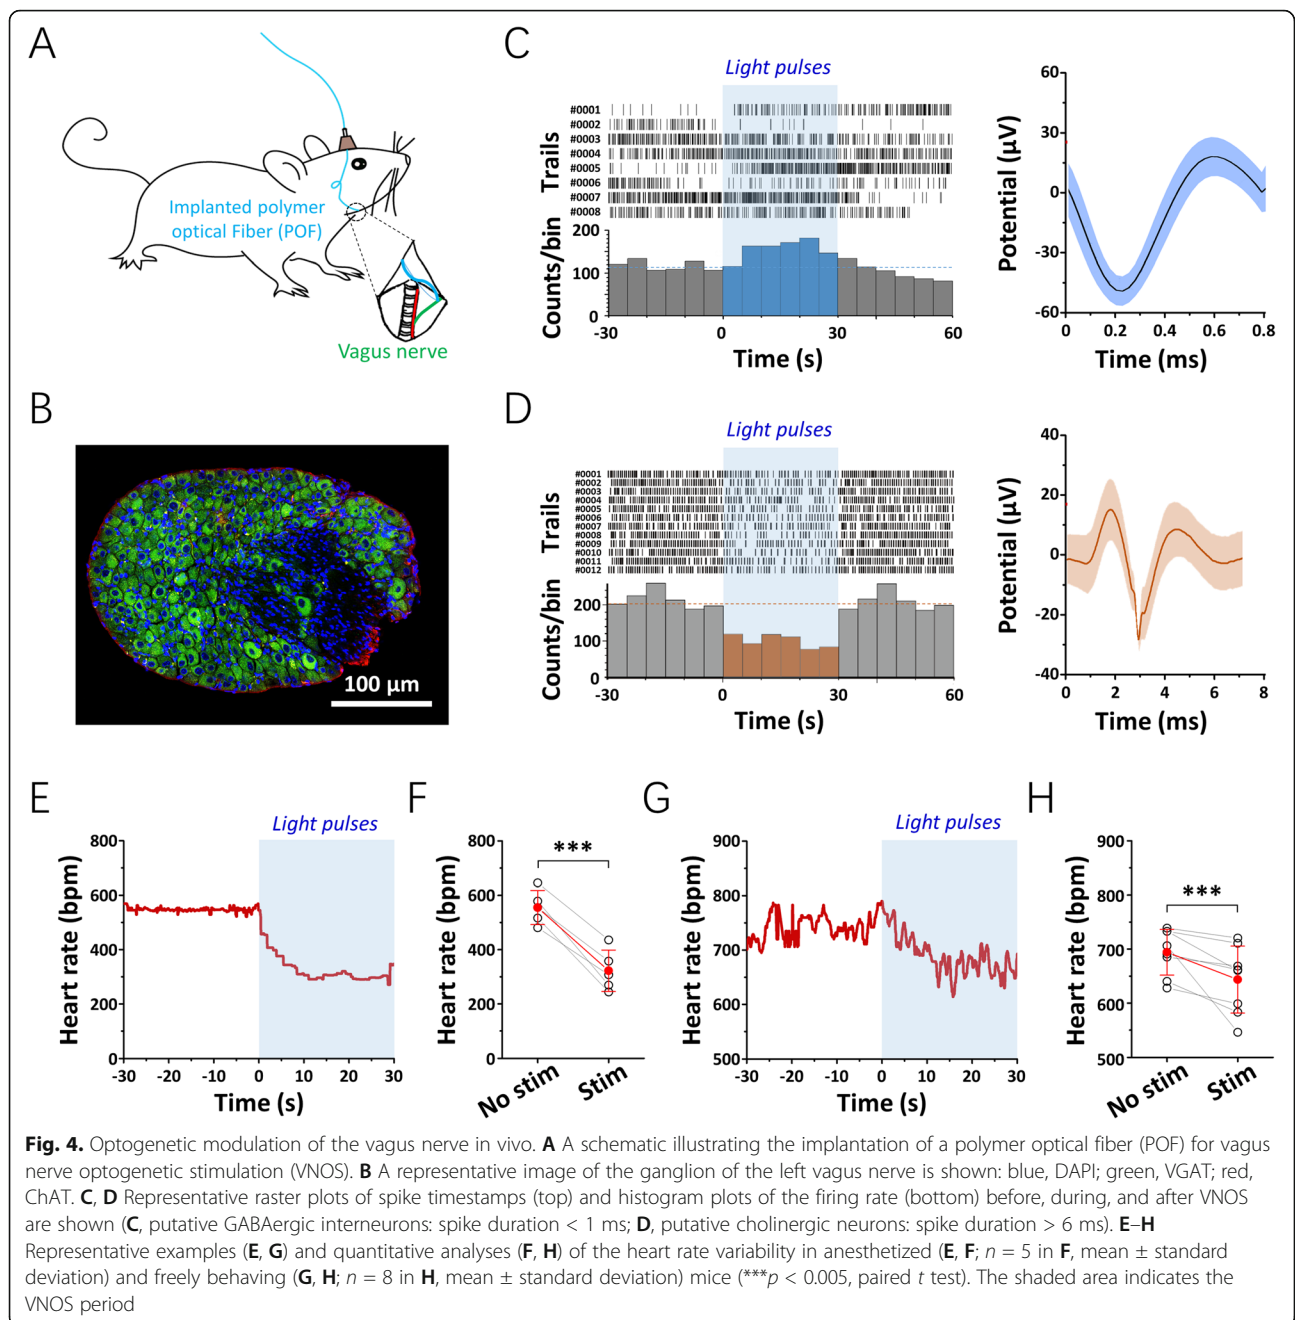 A
Implanted polymer
optical Fiber (POF)
Vagus nerve
B
100 µm
C
Light pulses
Trails
#0001
#0002
#0003
#0004
#0005
#0006
#0007
#0008
Counts/bin
200
100
0
-30 0 30 60
Time (s)
Potential (µV)
60
30
0
-30
-60
0 0.2 0.4 0.6 0.8
Time (ms)
D
Light pulses
Trails
#0001
#0002
#0003
#0004
#0005
#0006
#0007
#0008
#0009
#0010
#0011
#0012
Counts/bin
200
100
0
-30 0 30 60
Time (s)
Potential (µV)
40
20
0
-20
-40
0 2 4 6 8
Time (ms)
E
Light pulses
Heart rate (bpm)
800
600
400
200
0
-30 -20 -10 0 10 20 30
Time (s)
F
***
Heart rate (bpm)
800
600
400
200
0
No stim Stim
G
Light pulses
Heart rate (bpm)
900
800
700
600
500
-30 -20 -10 0 10 20 30
Time (s)
H
***
Heart rate (bpm)
900
800
700
600
500
No stim Stim
Fig. 4. Optogenetic modulation of the vagus nerve in vivo. A A schematic illustrating the implantation of a polymer optical fiber (POF) for vagus
nerve optogenetic stimulation (VNOS). B A representative image of the ganglion of the left vagus nerve is shown: blue, DAPI; green, VGAT; red,
ChAT. C, D Representative raster plots of spike timestamps (top) and histogram plots of the firing rate (bottom) before, during, and after VNOS
are shown (C, putative GABAergic interneurons: spike duration < 1 ms; D, putative cholinergic neurons: spike duration > 6 ms). E–H
Representative examples (E, G) and quantitative analyses (F, H) of the heart rate variability in anesthetized (E, F; n = 5 in F, mean ± standard
deviation) and freely behaving (G, H; n = 8 in H, mean ± standard deviation) mice (***p < 0.005, paired t test). The shaded area indicates the
VNOS period